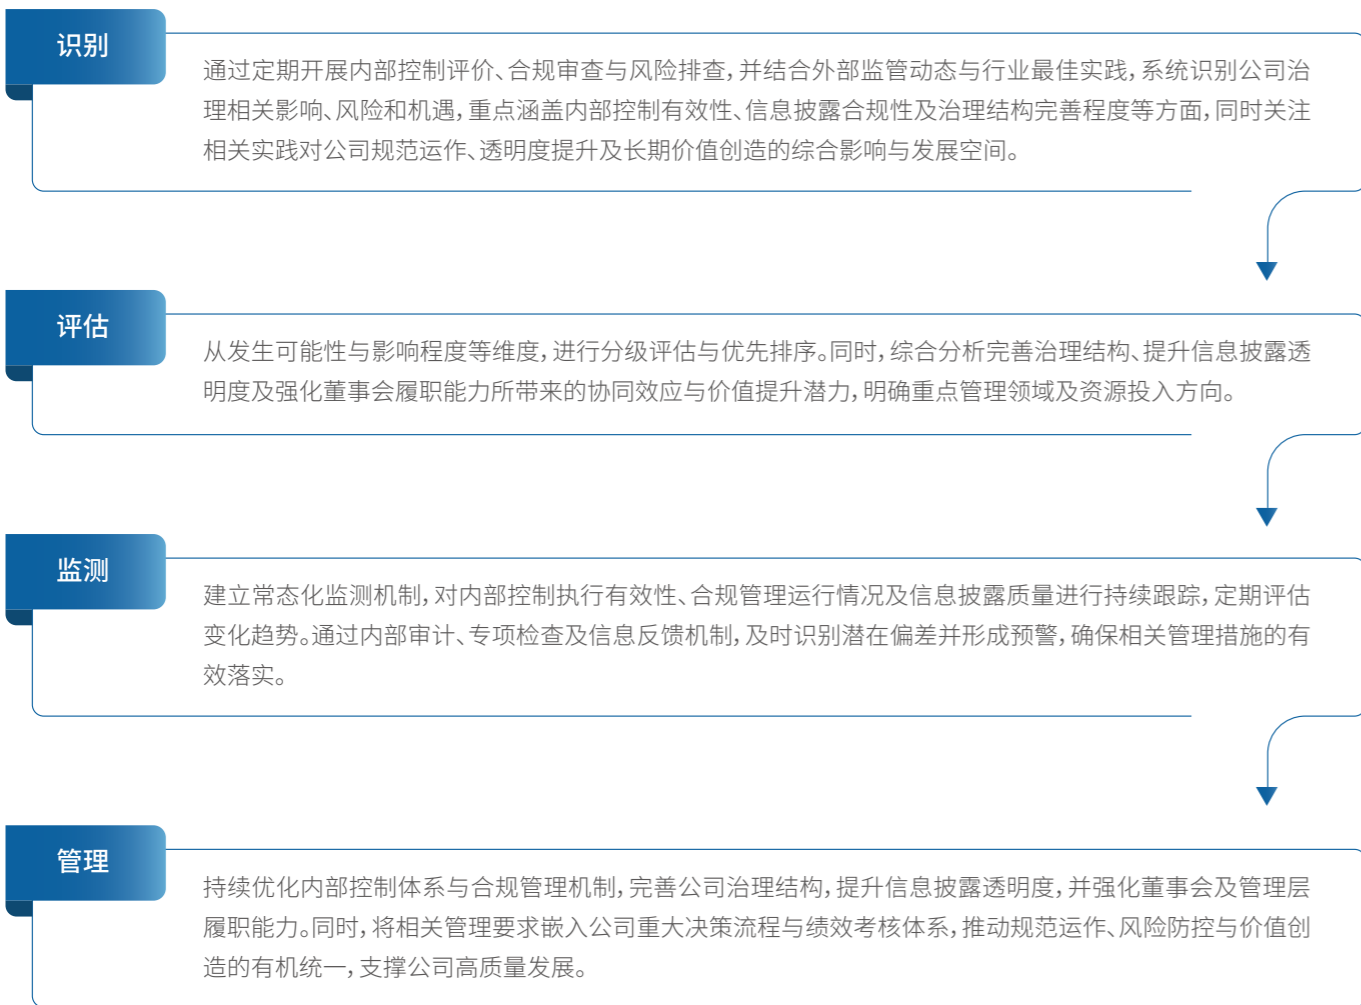 识别
通过定期开展内部控制评价、合规审查与风险排查，并结合外部监管动态与行业最佳实践，系统识别公司治
理相关影响、风险和机遇，重点涵盖内部控制有效性、信息披露合规性及治理结构完善程度等方面，同时关注
相关实践对公司规范运作、透明度提升及长期价值创造的综合影响与发展空间。
评估
从发生可能性与影响程度等维度，进行分级评估与优先排序。同时，综合分析完善治理结构、提升信息披露透
明度及强化董事会履职能力所带来的协同效应与价值提升潜力，明确重点管理领域及资源投入方向。
监测
建立常态化监测机制，对内部控制执行有效性、合规管理运行情况及信息披露质量进行持续跟踪，定期评估
变化趋势。通过内部审计、专项检查及信息反馈机制，及时识别潜在偏差并形成预警，确保相关管理措施的有
效落实。
管理
持续优化内部控制体系与合规管理机制，完善公司治理结构，提升信息披露透明度，并强化董事会及管理层
履职能力。同时，将相关管理要求嵌入公司重大决策流程与绩效考核体系，推动规范运作、风险防控与价值创
造的有机统一，支撑公司高质量发展。